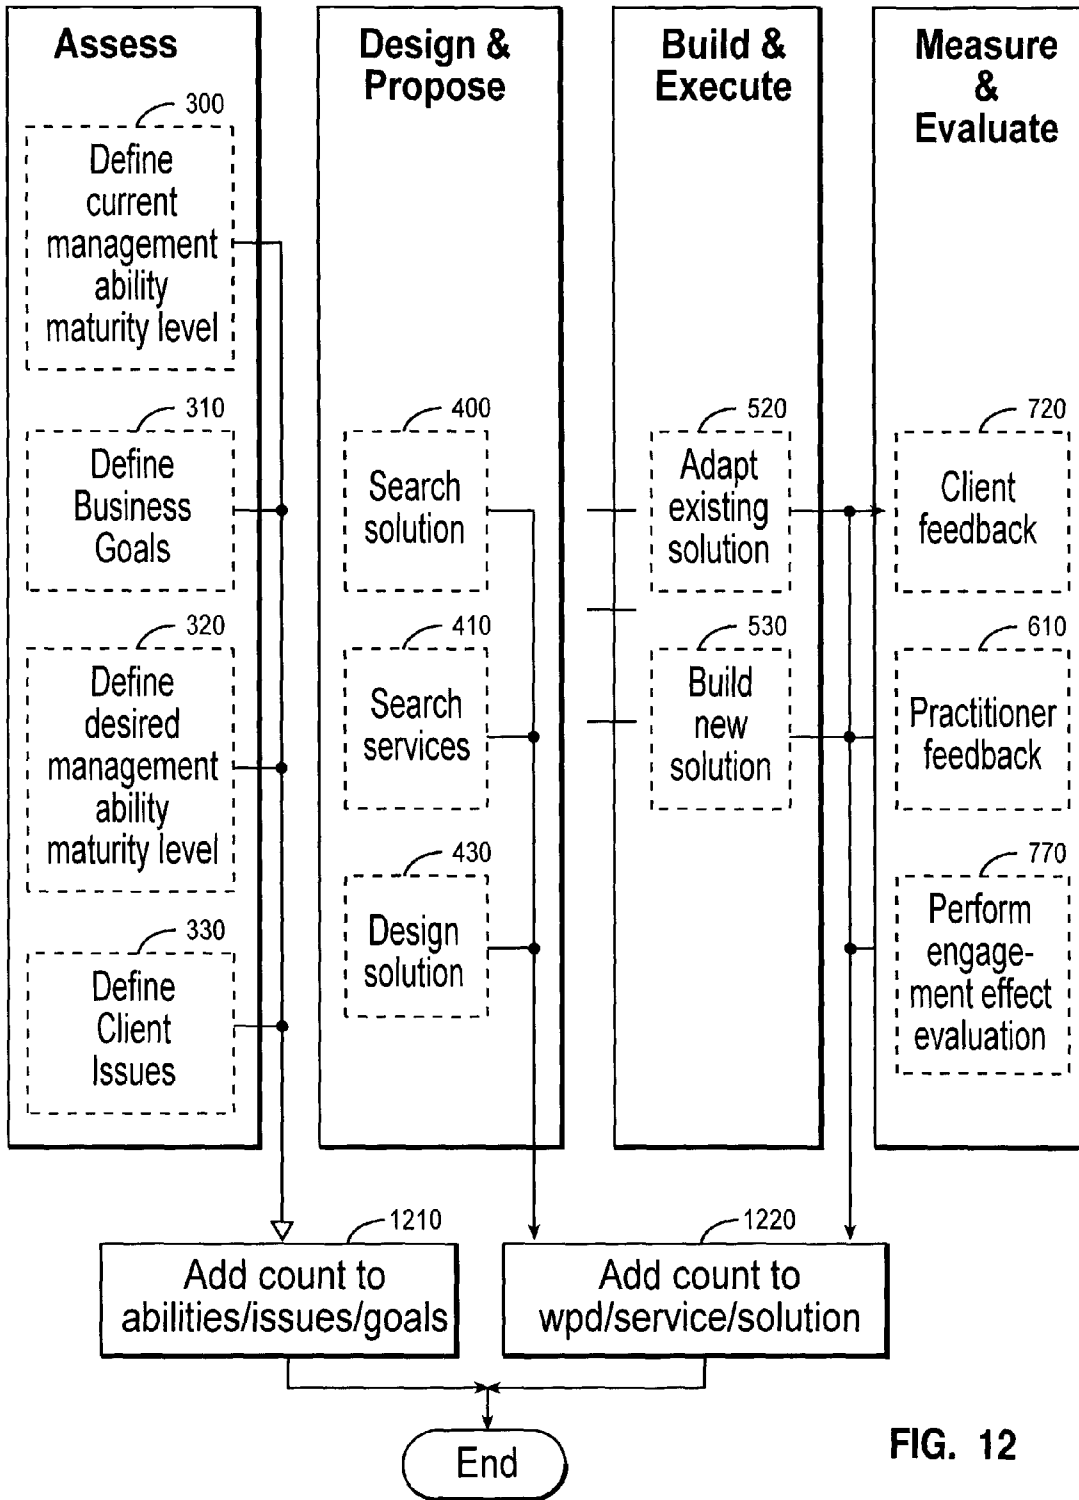 Assess
300
Define
current
management
ability
maturity level
310
Define
Business
Goals
320
Define
desired
management
ability
maturity level
330
Define
Client
Issues
Design &
Propose
400
Search
solution
410
Search
services
430
Design
solution
Build &
Execute
520
Adapt
existing
solution
530
Build
new
solution
Measure
&
Evaluate
720
Client
feedback
610
Practitioner
feedback
770
Perform
engage-
ment effect
evaluation
1210
Add count to
abilities/issues/goals
1220
Add count to
wpd/service/solution
End
FIG. 12